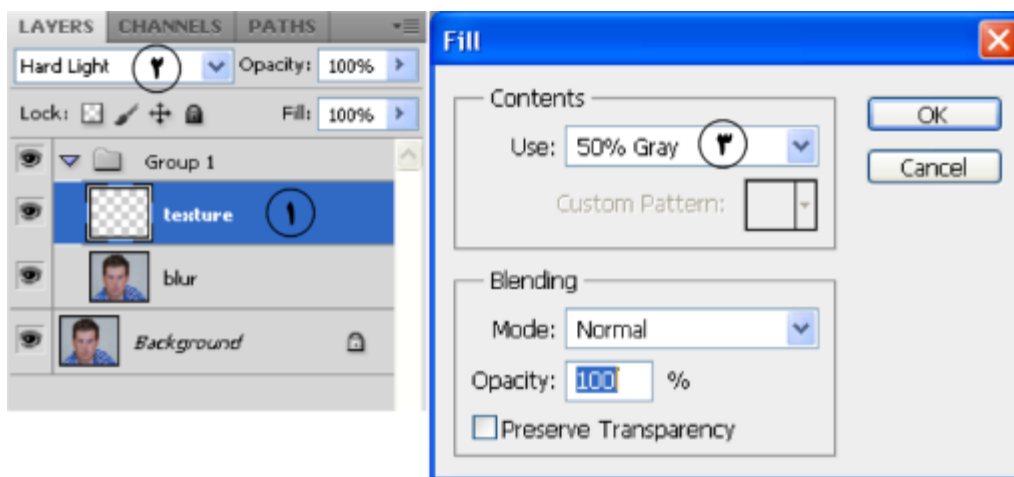 LAYERS CHANNELS PATHS
Hard Light ۲ Opacity: 100%
Lock: Fill: 100%
Group 1
texture ۱
blur
Background
Fill
Contents
Use: 50% Gray ۳
Custom Pattern:
OK
Cancel
Blending
Mode: Normal
Opacity: 100 %
Preserve Transparency